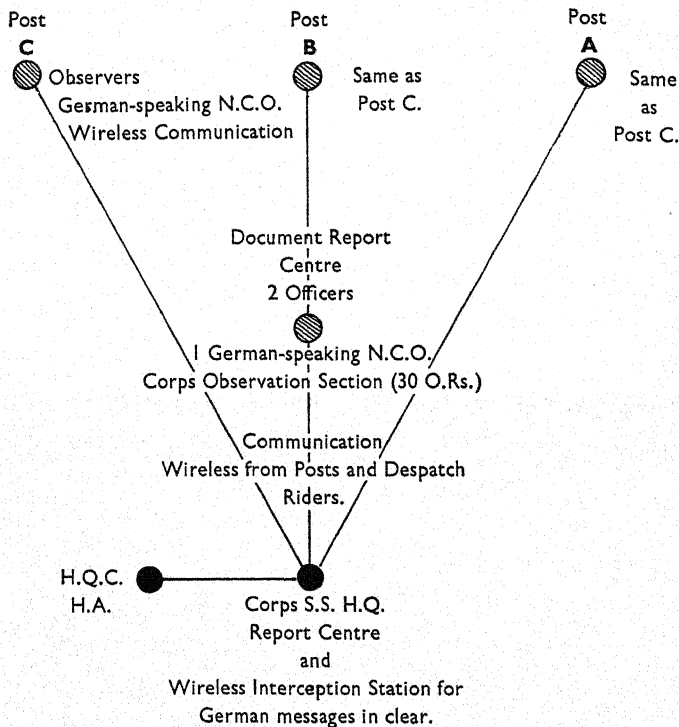 Post
C
Post
B
Post
A
Observers
German-speaking N.C.O.
Wireless Communication
Same as
Post C.
Same
as
Post C.
Document Report
Centre
2 Officers
1 German-speaking N.C.O.
Corps Observation Section (30 O.Rs.)
Communication
Wireless from Posts and Despatch
Riders.
H.Q.C.
H.A.
Corps S.S. H.Q.
Report Centre
and
Wireless Interception Station for
German messages in clear.